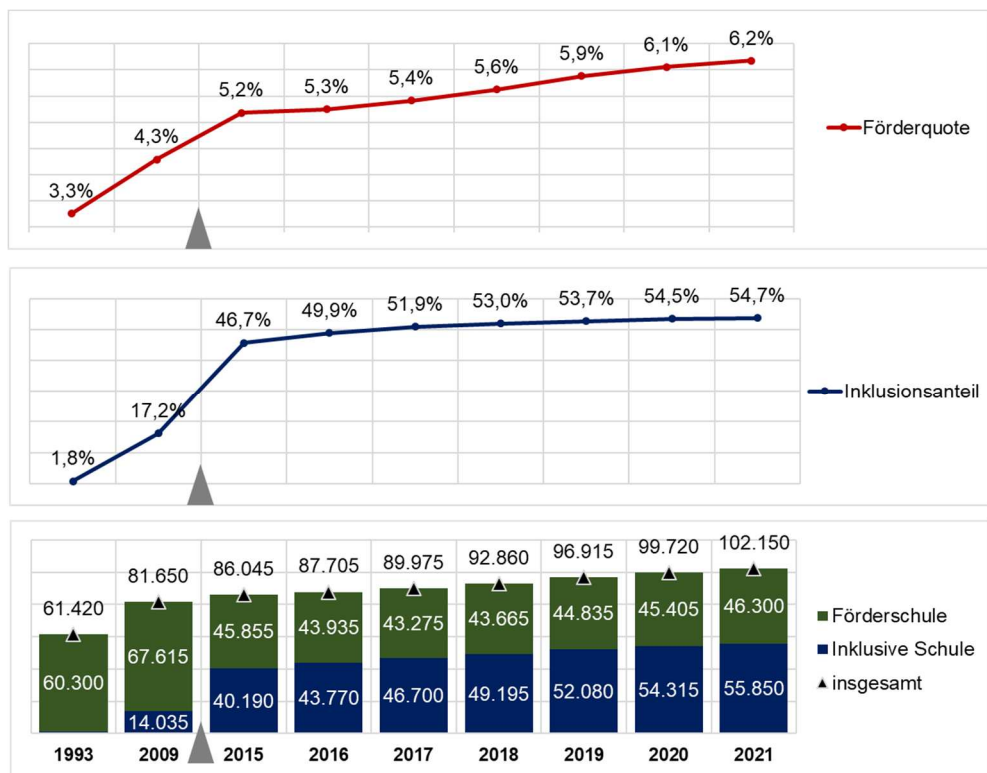 3,3% 4,3% 5,2% 5,3% 5,4% 5,6% 5,9% 6,1% 6,2%
Förderquote
1,8% 17,2% 46,7% 49,9% 51,9% 53,0% 53,7% 54,5% 54,7%
Inklusionsanteil
61.420 81.650 86.045 87.705 89.975 92.860 96.915 99.720 102.150
60.300 67.615 45.855 43.935 43.275 43.665 44.835 45.405 46.300
14.035 40.190 43.770 46.700 49.195 52.080 54.315 55.850
Förderschule
Inklusive Schule
insgesamt
1993 2009 2015 2016 2017 2018 2019 2020 2021